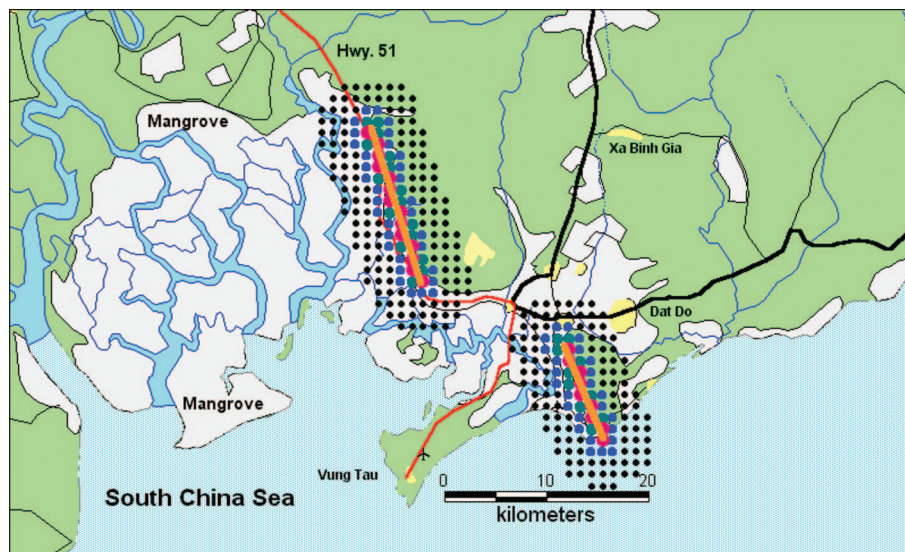 Hwy. 51
Mangrove
Xa Binh Gia
Dat Do
Mangrove
Vung Tau
South China Sea
0 10 20
kilometers